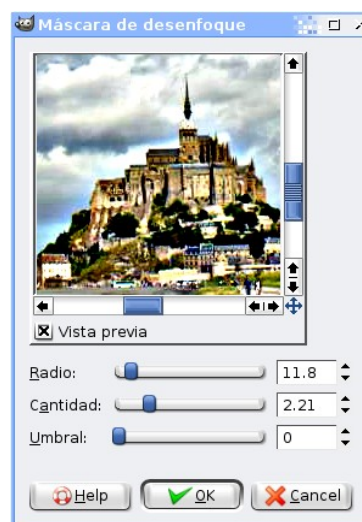 Máscara de desenfoque
Vista previa
Radio: 11.8
Cantidad: 2.21
Umbral: 0
Help OK Cancel